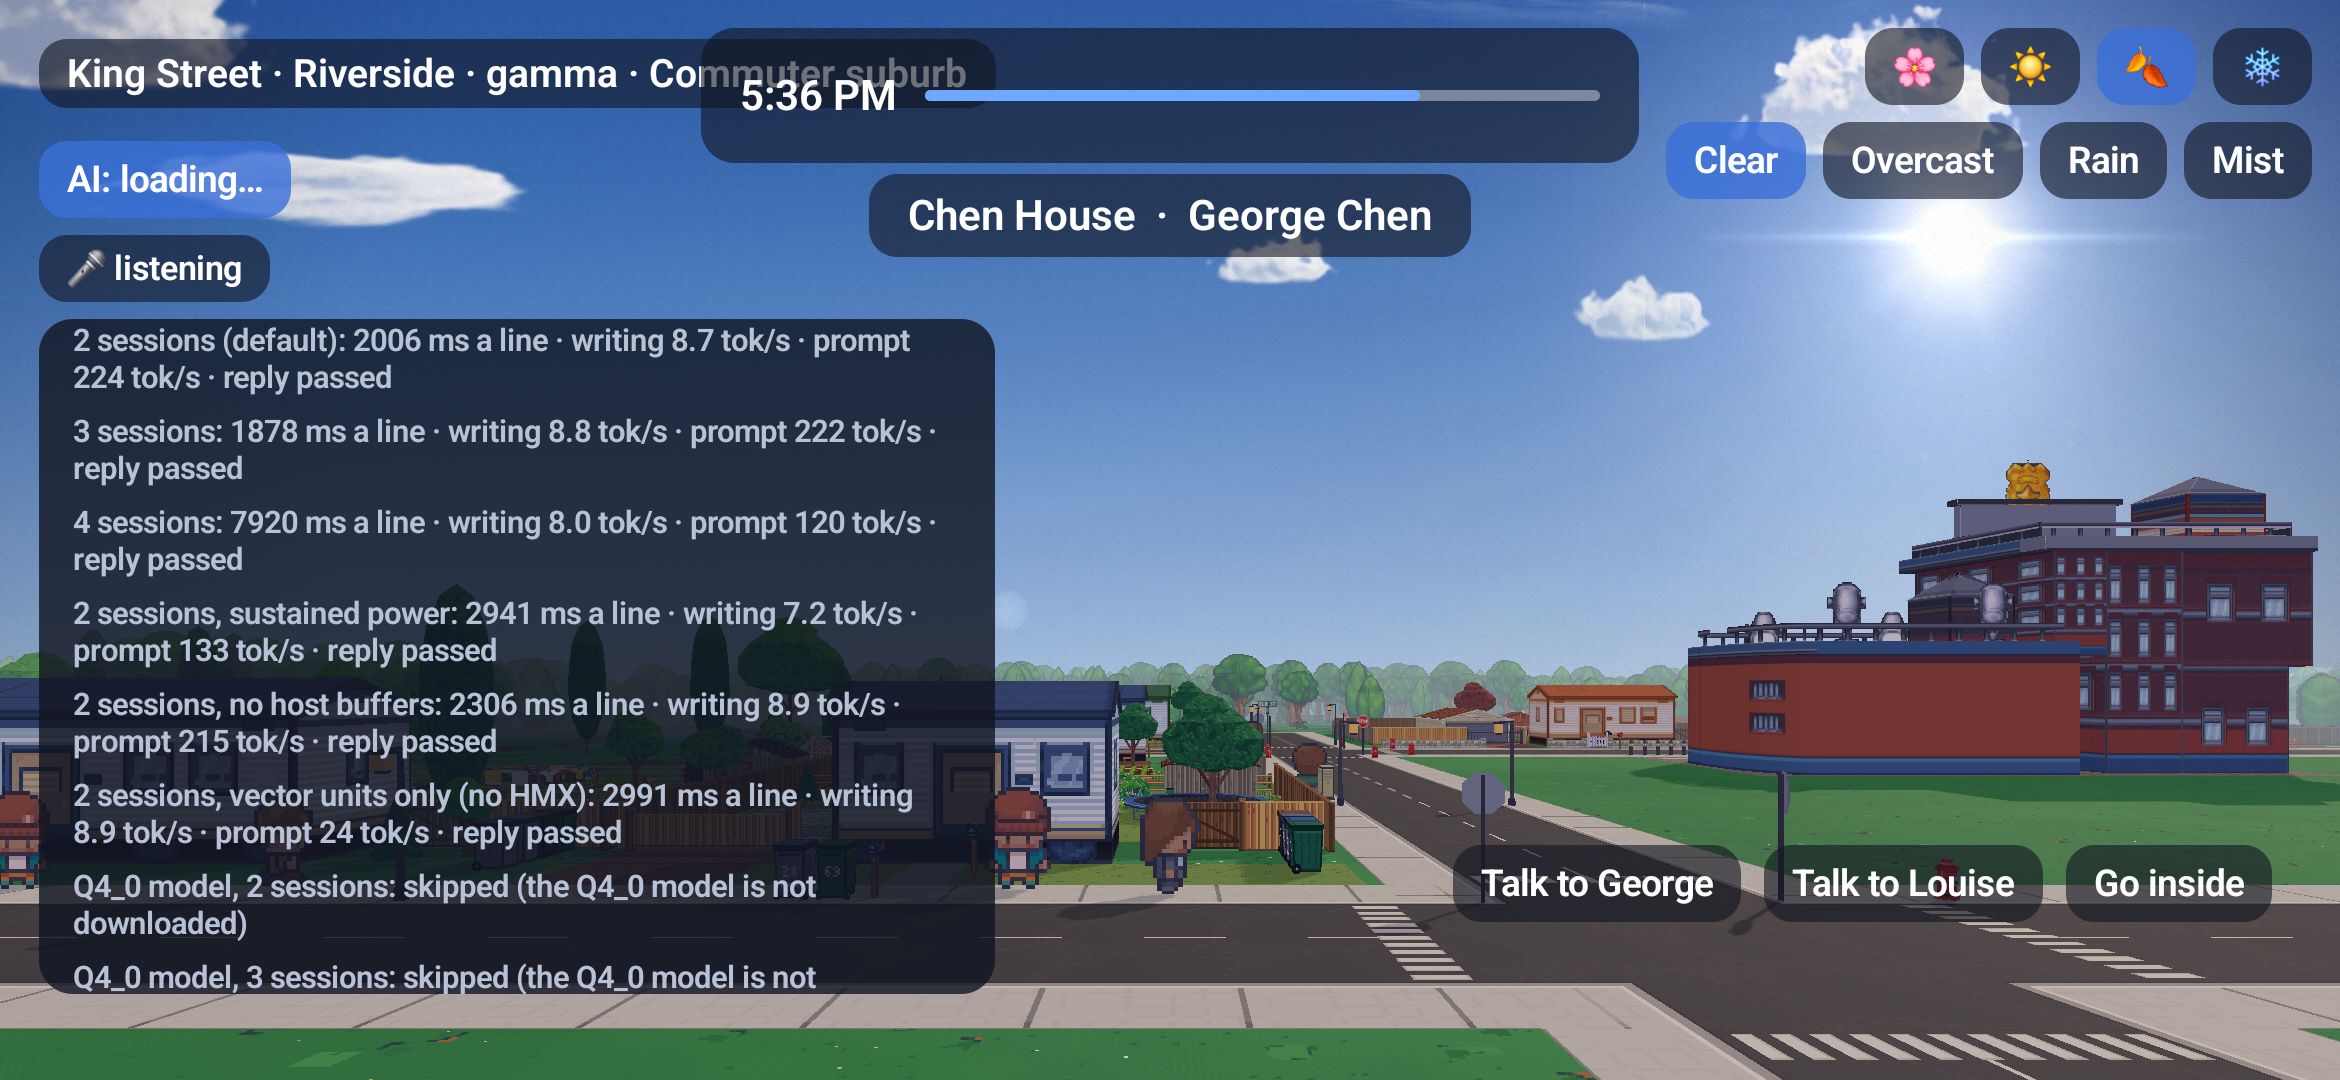 King Street · Riverside · gamma · Commuter suburb
5:36 PM
Clear
Overcast
Rain
Mist
AI: loading...
Chen House · George Chen
🎤 listening
2 sessions (default): 2006 ms a line · writing 8.7 tok/s · prompt
224 tok/s · reply passed
3 sessions: 1878 ms a line · writing 8.8 tok/s · prompt 222 tok/s ·
reply passed
4 sessions: 7920 ms a line · writing 8.0 tok/s · prompt 120 tok/s ·
reply passed
2 sessions, sustained power: 2941 ms a line · writing 7.2 tok/s ·
prompt 133 tok/s · reply passed
2 sessions, no host buffers: 2306 ms a line · writing 8.9 tok/s ·
prompt 215 tok/s · reply passed
2 sessions, vector units only (no HMX): 2991 ms a line · writing
8.9 tok/s · prompt 24 tok/s · reply passed
Q4_0 model, 2 sessions: skipped (the Q4_0 model is not
downloaded)
Q4_0 model, 3 sessions: skipped (the Q4_0 model is not
Talk to George
Talk to Louise
Go inside